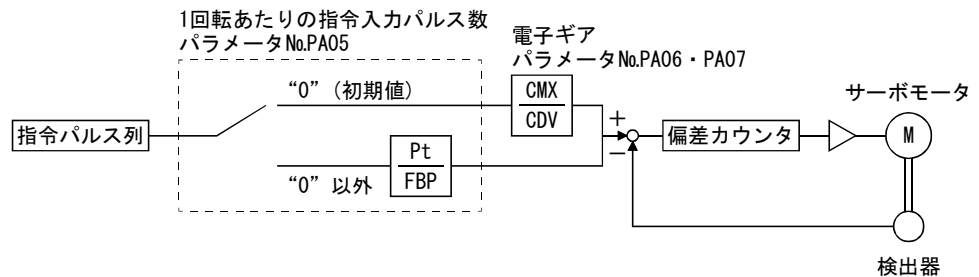 1回転あたりの指令入力パルス数
パラメータNo.PA05
電子ギア
パラメータNo.PA06・PA07
サーボモータ
“0”(初期値)
CMX
CDV
指令パルス列
+
−
偏差カウンタ
M
Pt
FBP
“0” 以外
検出器